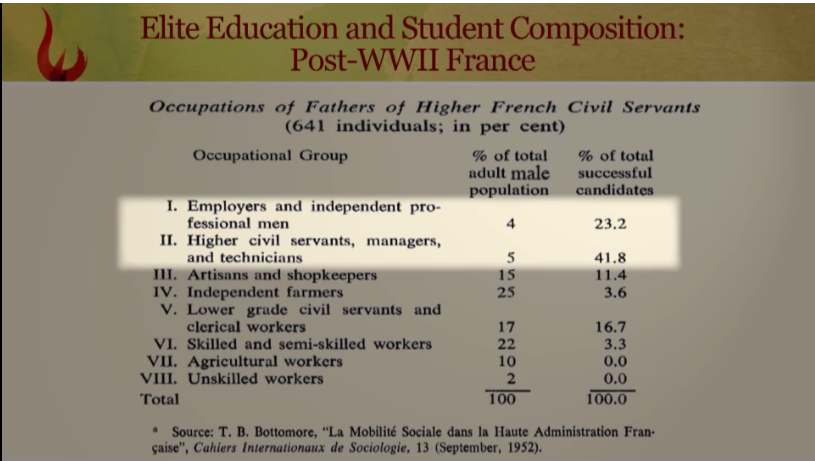 Elite Education and Student Composition:
Post-WWII France
Occupations of Fathers of Higher French Civil Servants
(641 individuals; in per cent)
Occupational Group % of total % of total
adult male successful
population candidates
I. Employers and independent pro-
fessional men 4 23.2
II. Higher civil servants, managers,
and technicians 5 41.8
III. Artisans and shopkeepers 15 11.4
IV. Independent farmers 25 3.6
V. Lower grade civil servants and
clerical workers 17 16.7
VI. Skilled and semi-skilled workers 22 3.3
VII. Agricultural workers 10 0.0
VIII. Unskilled workers 2 0.0
Total 100 100.0
* Source: T. B. Bottomore, “La Mobilité Sociale dans la Haute Administration Fran-
çaise”, Cahiers Internationaux de Sociologie, 13 (September, 1952).